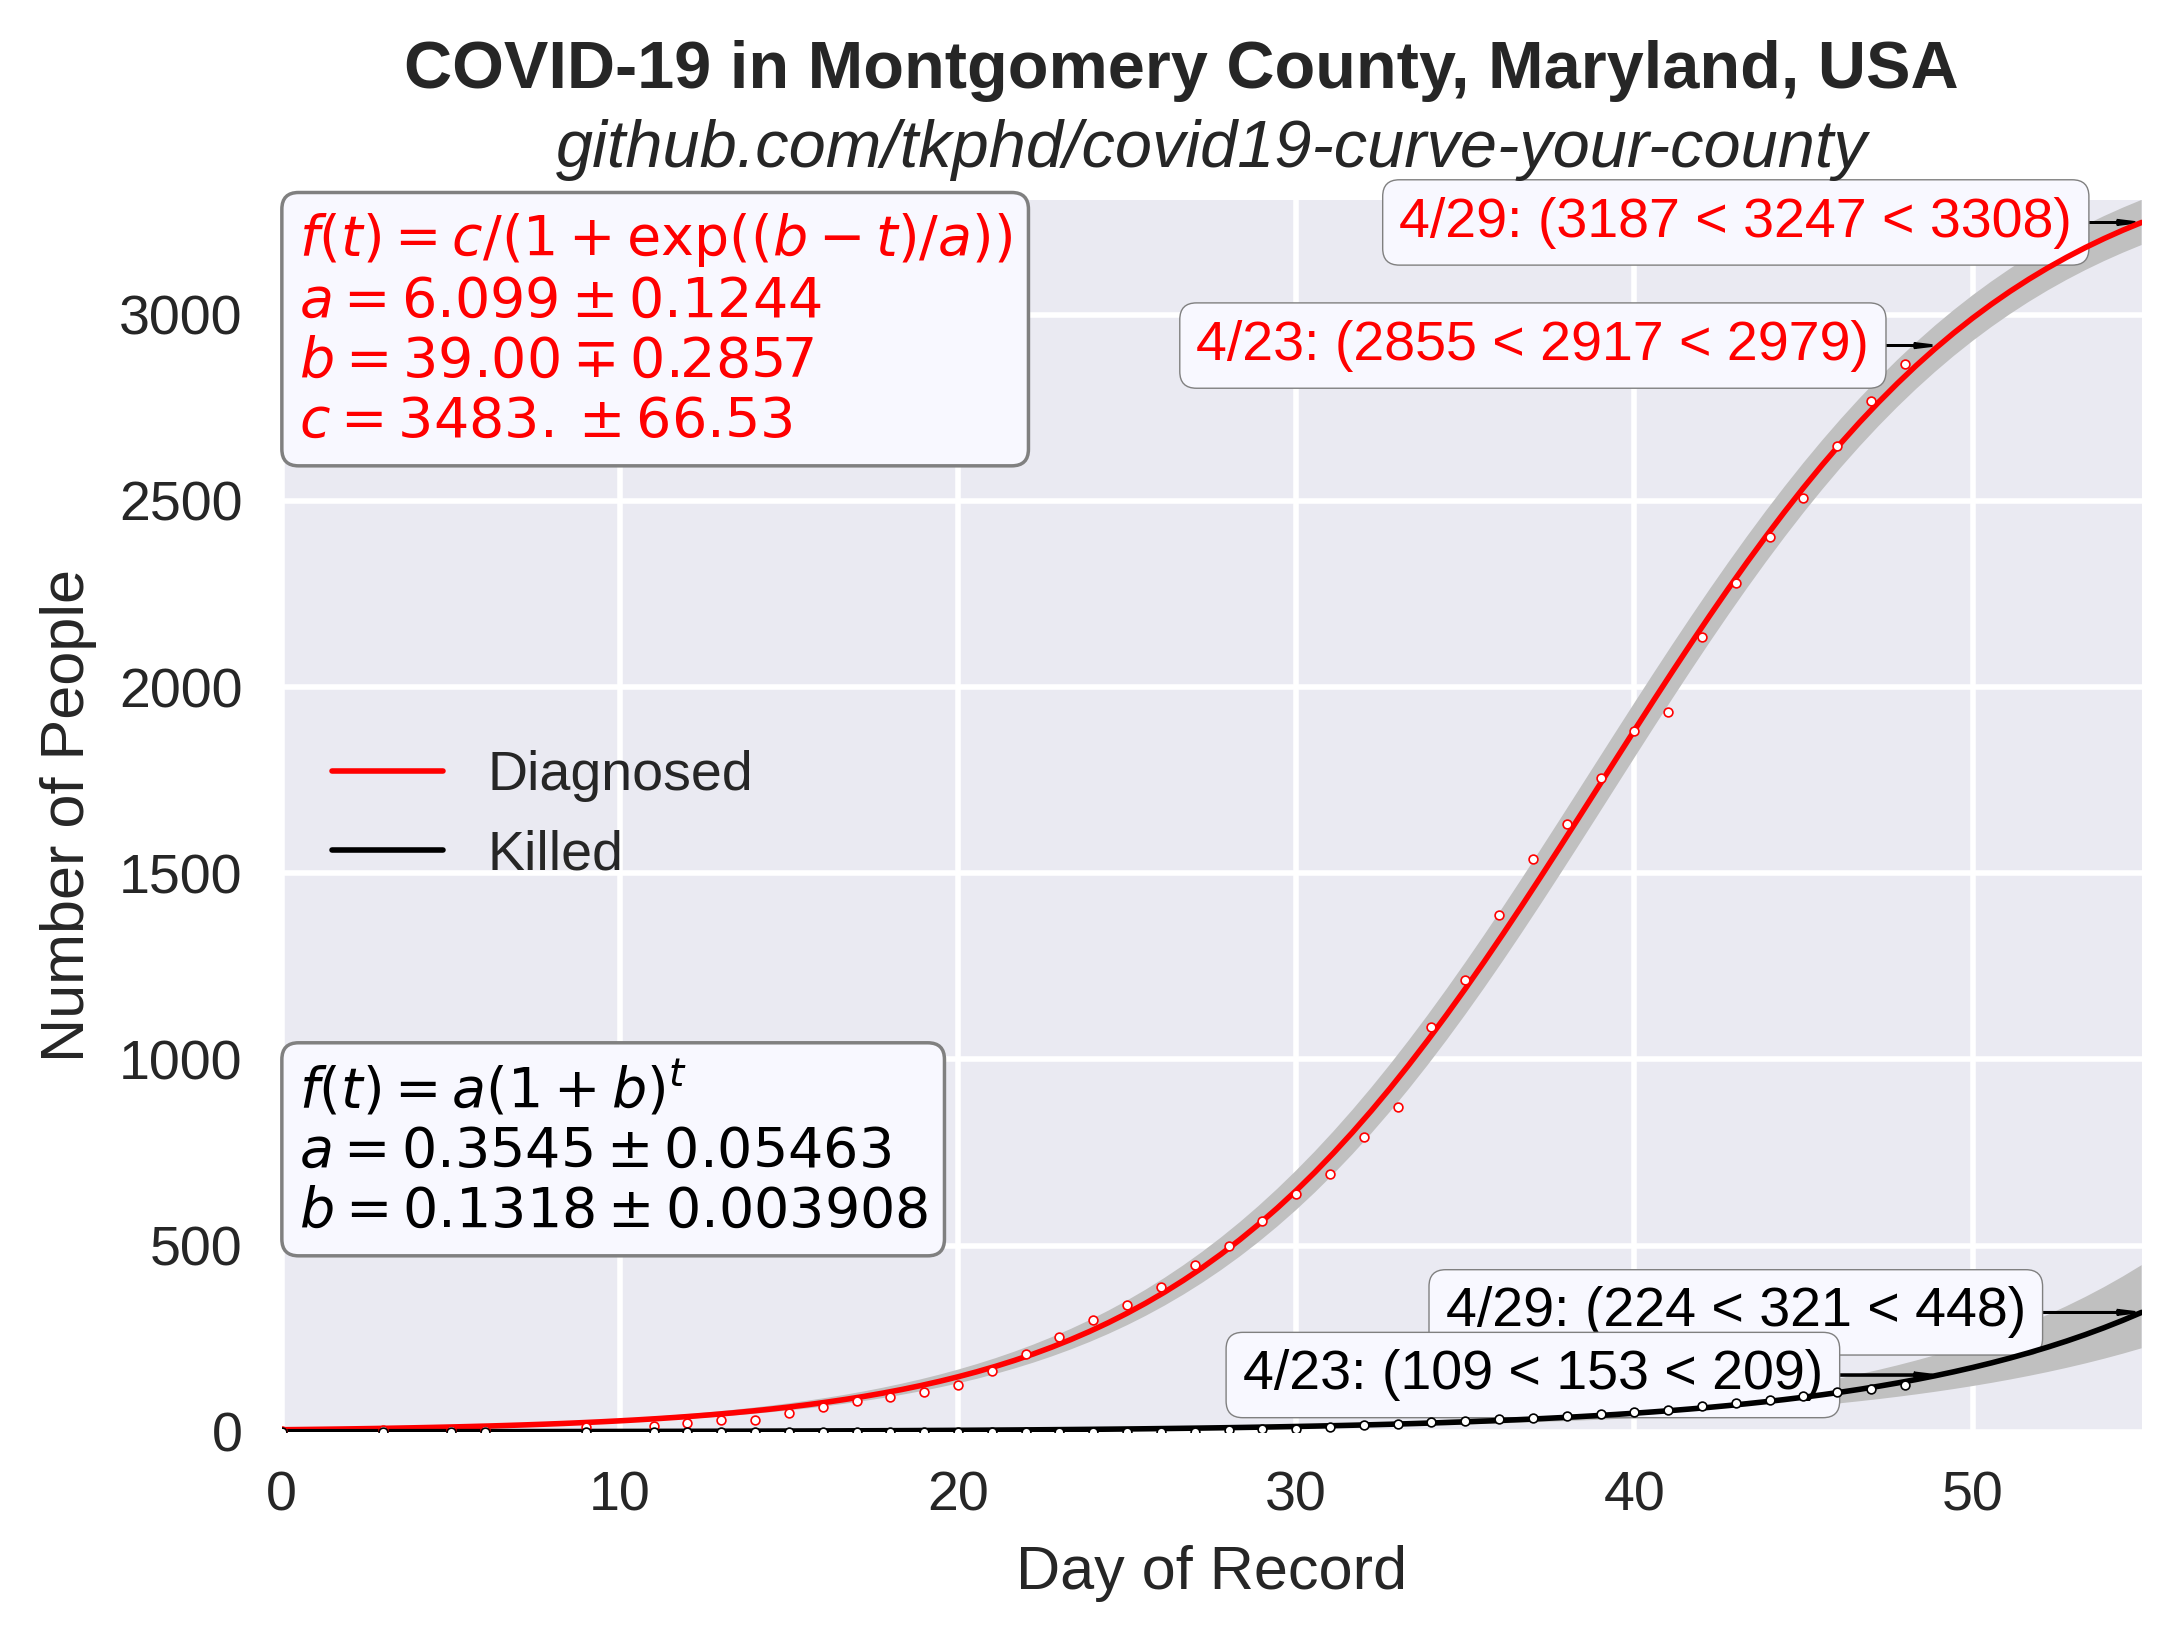 COVID-19 in Montgomery County, Maryland, USA
github.com/tkphd/covid19-curve-your-county
f(t) = c/(1 + exp((b − t)/a))
a = 6.099 ± 0.1244
b = 39.00 ∓ 0.2857
c = 3483. ± 66.53
4/29: (3187 < 3247 < 3308)
4/23: (2855 < 2917 < 2979)
3000
2500
2000
1500
1000
500
0
Number of People
Diagnosed
Killed
f(t) = a(1 + b)^t
a = 0.3545 ± 0.05463
b = 0.1318 ± 0.003908
4/29: (224 < 321 < 448)
4/23: (109 < 153 < 209)
0 10 20 30 40 50
Day of Record